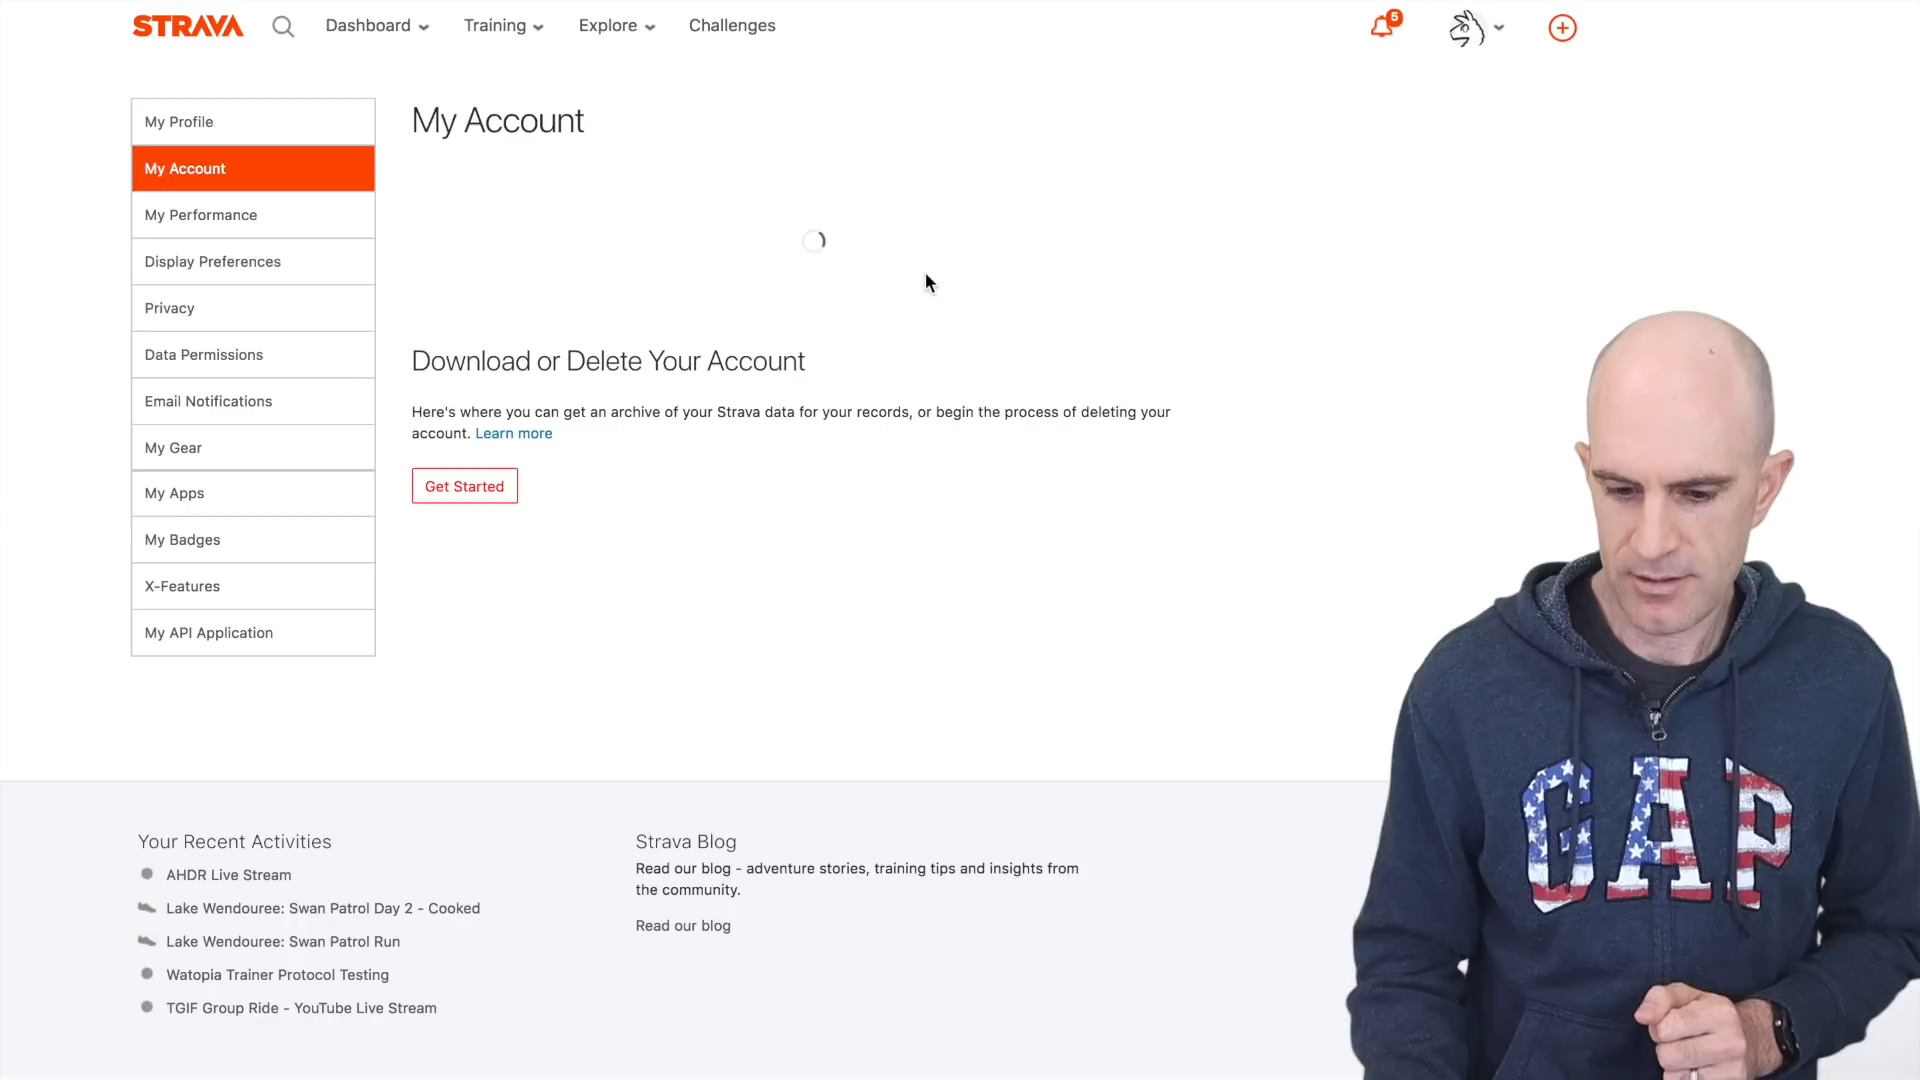 STRAVA
Dashboard
Training
Explore
Challenges
5
My Profile
My Account
My Performance
Display Preferences
Privacy
Data Permissions
Email Notifications
My Gear
My Apps
My Badges
X-Features
My API Application
My Account
Download or Delete Your Account
Here's where you can get an archive of your Strava data for your records, or begin the process of deleting your
account. Learn more
Get Started
Your Recent Activities
AHDR Live Stream
Lake Wendouree: Swan Patrol Day 2 - Cooked
Lake Wendouree: Swan Patrol Run
Watopia Trainer Protocol Testing
TGIF Group Ride - YouTube Live Stream
Strava Blog
Read our blog - adventure stories, training tips and insights from
the community.
Read our blog
GAP